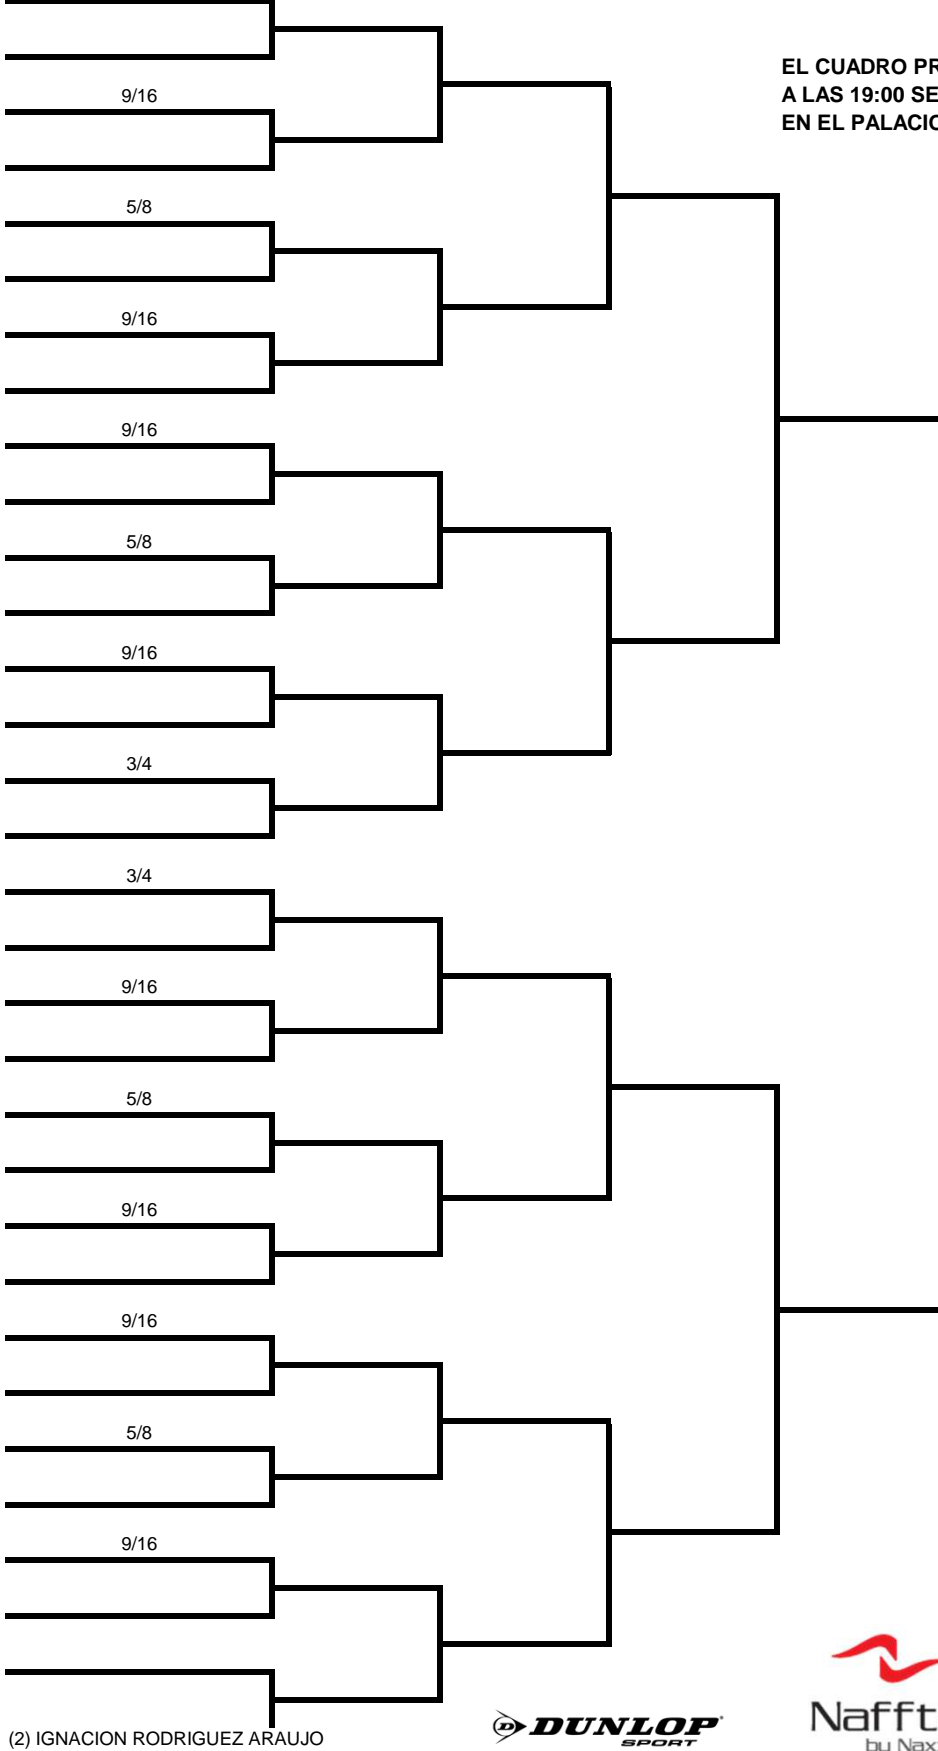 EL CUADRO PR
A LAS 19:00 SE
EN EL PALACIO
9/16
5/8
9/16
9/16
5/8
9/16
3/4
3/4
9/16
5/8
9/16
9/16
5/8
9/16
(2) IGNACION RODRIGUEZ ARAUJO
D DUNLOP
SPORT
Nafft
by Nax